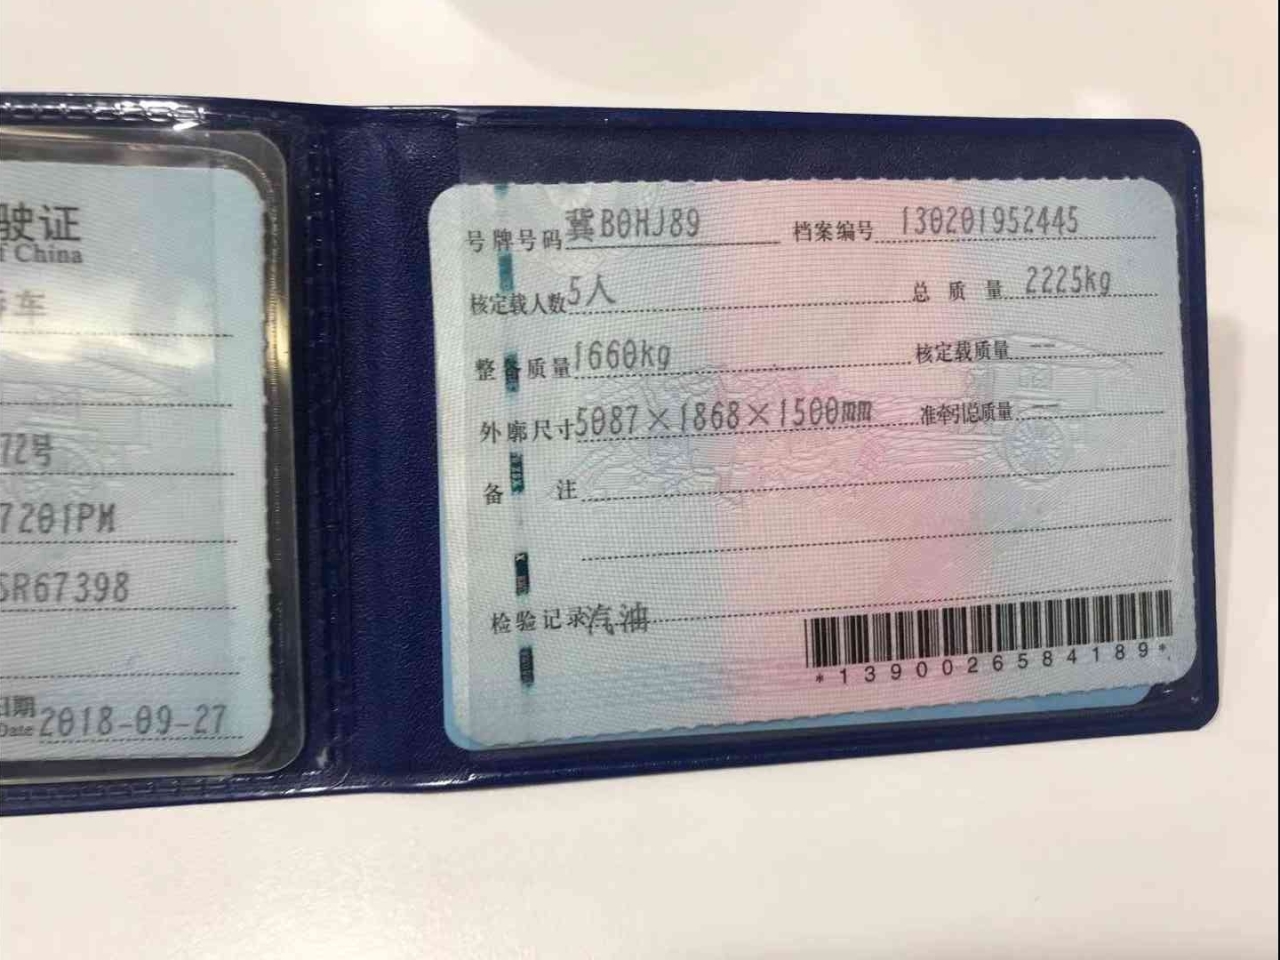 驶证
f China
轿车
72号
7201PM
SR67398
日期
Date 2018-09-27
号牌号码 冀B0HJ89 档案编号 130201952445
核定载人数 5人 总质量 2225kg
整备质量 1660kg 核定载质量 --
外廓尺寸 5087×1868×1500mm 准牵引总质量 --
备注
检验记录 汽油
*1390026584189*